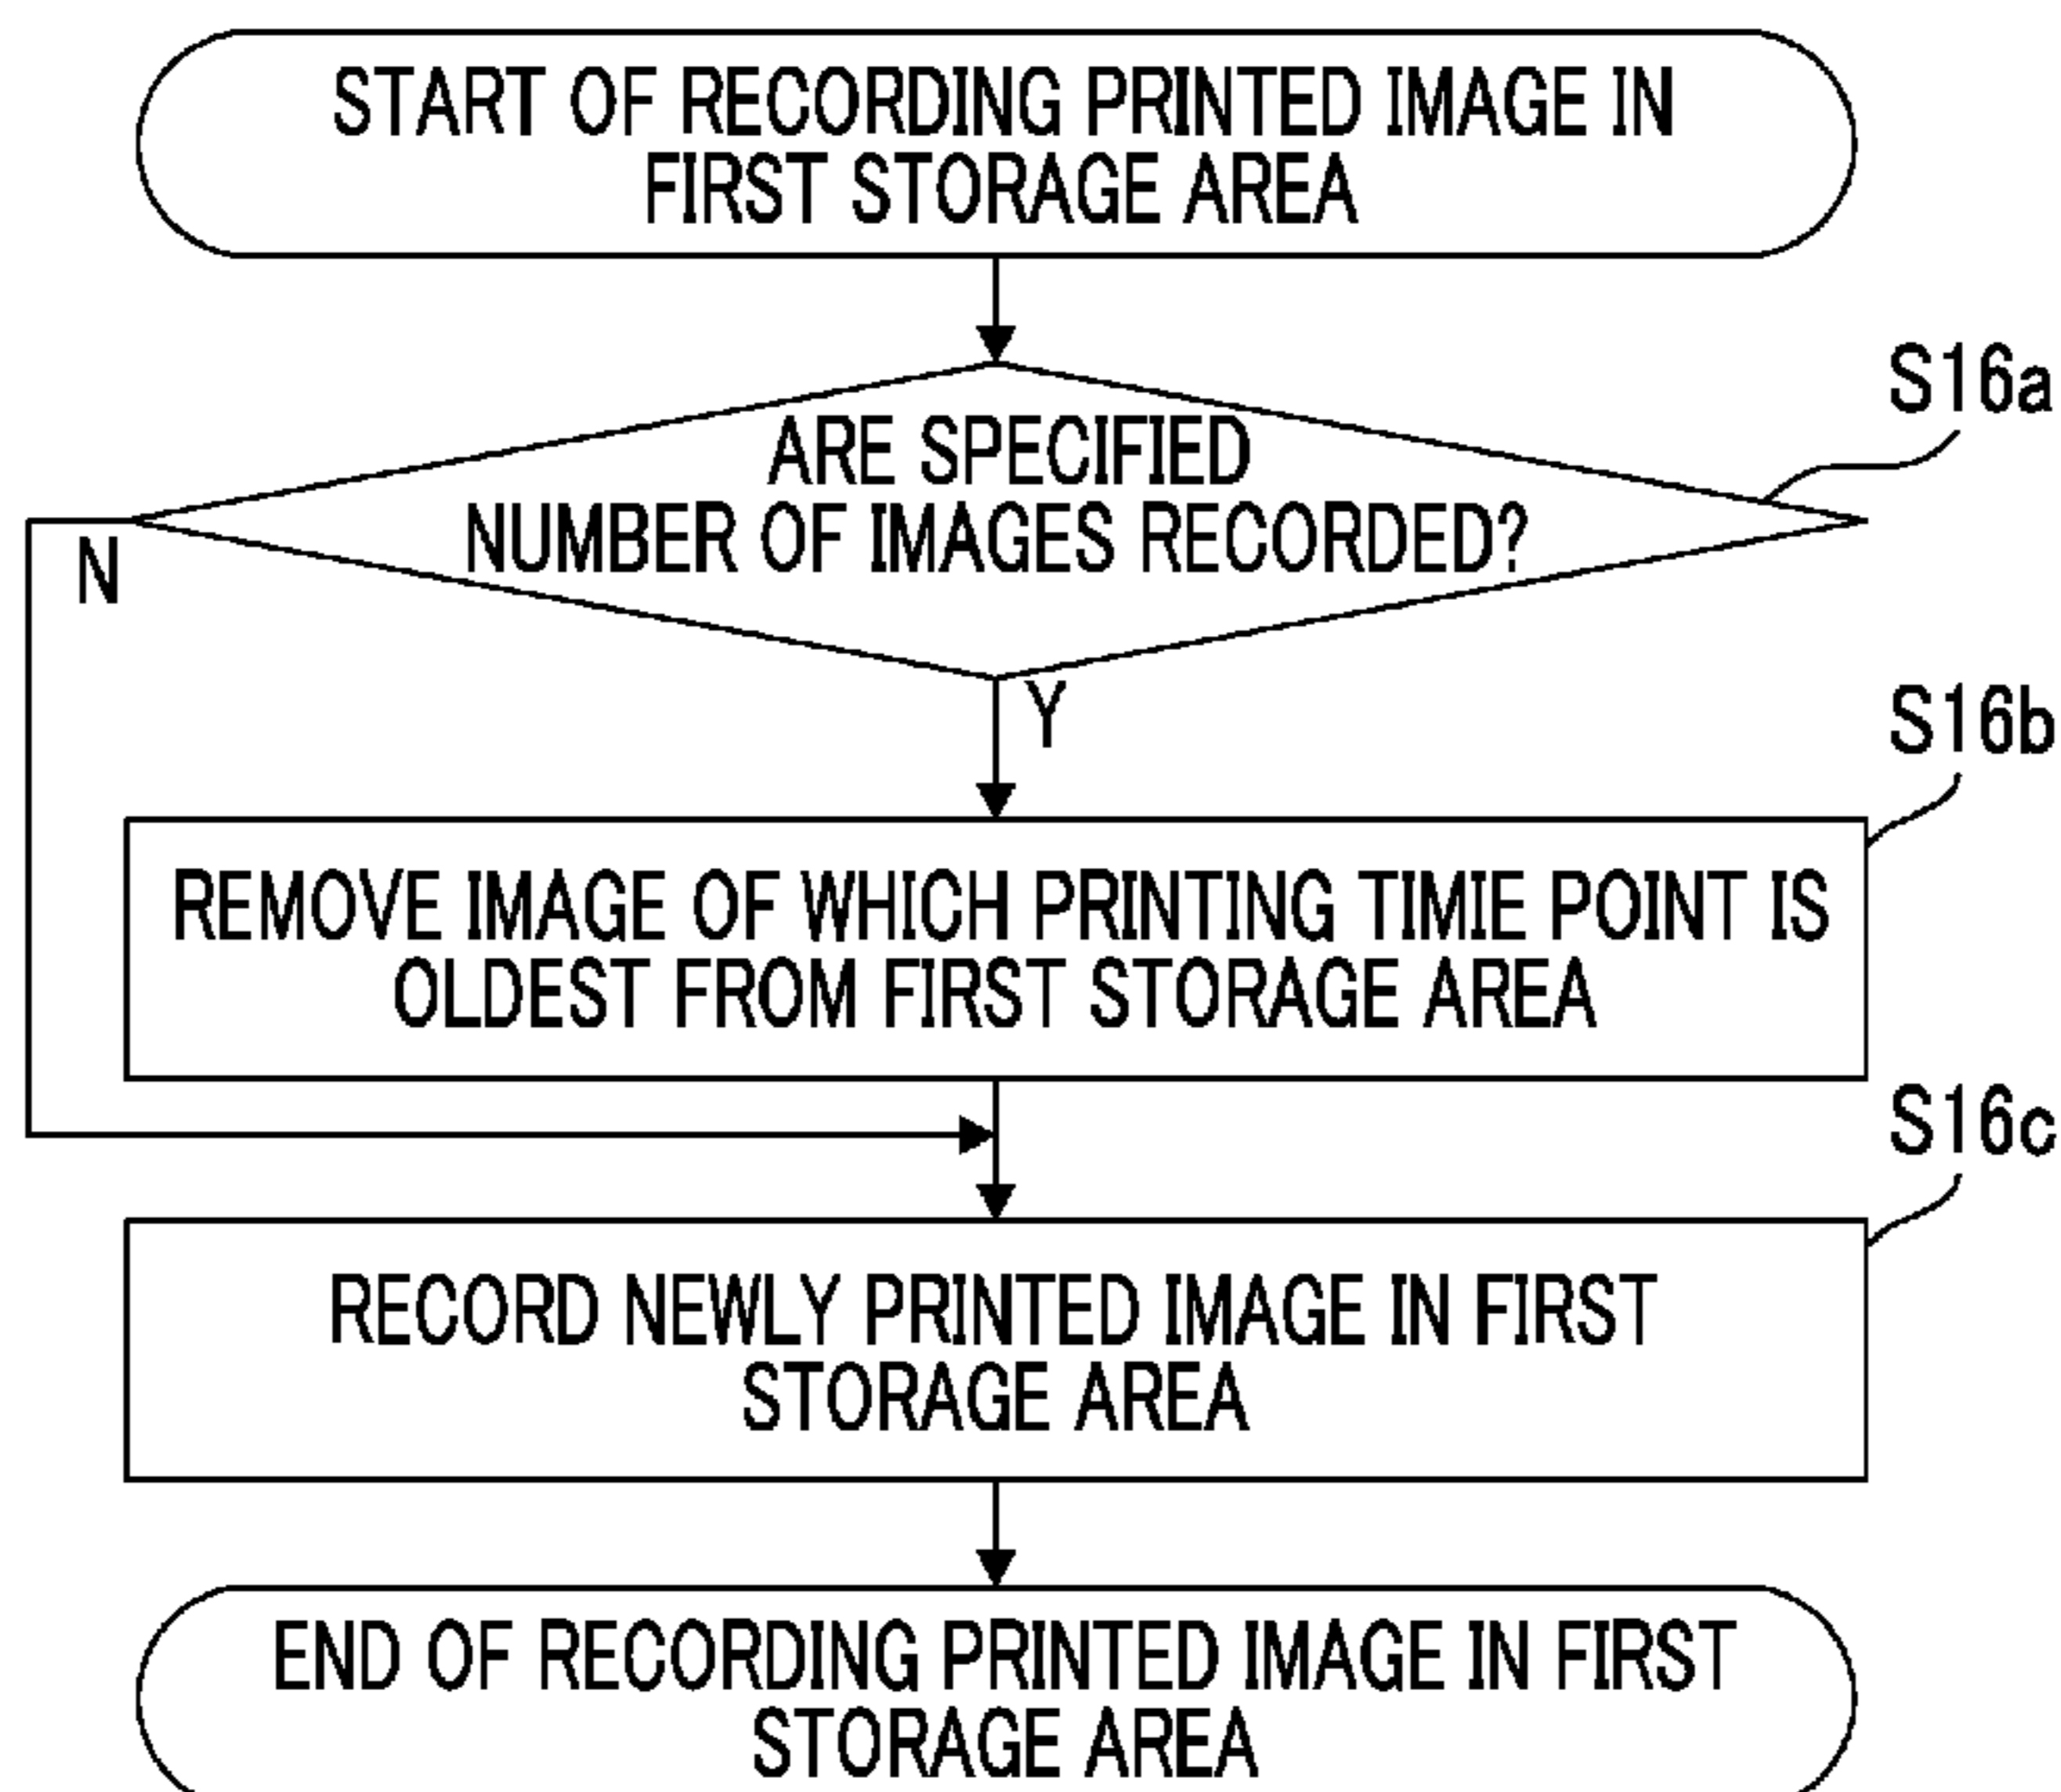 START OF RECORDING PRINTED IMAGE IN
FIRST STORAGE AREA
S16a
ARE SPECIFIED
NUMBER OF IMAGES RECORDED?
N
Y
S16b
REMOVE IMAGE OF WHICH PRINTING TIMIE POINT IS
OLDEST FROM FIRST STORAGE AREA
S16c
RECORD NEWLY PRINTED IMAGE IN FIRST
STORAGE AREA
END OF RECORDING PRINTED IMAGE IN FIRST
STORAGE AREA